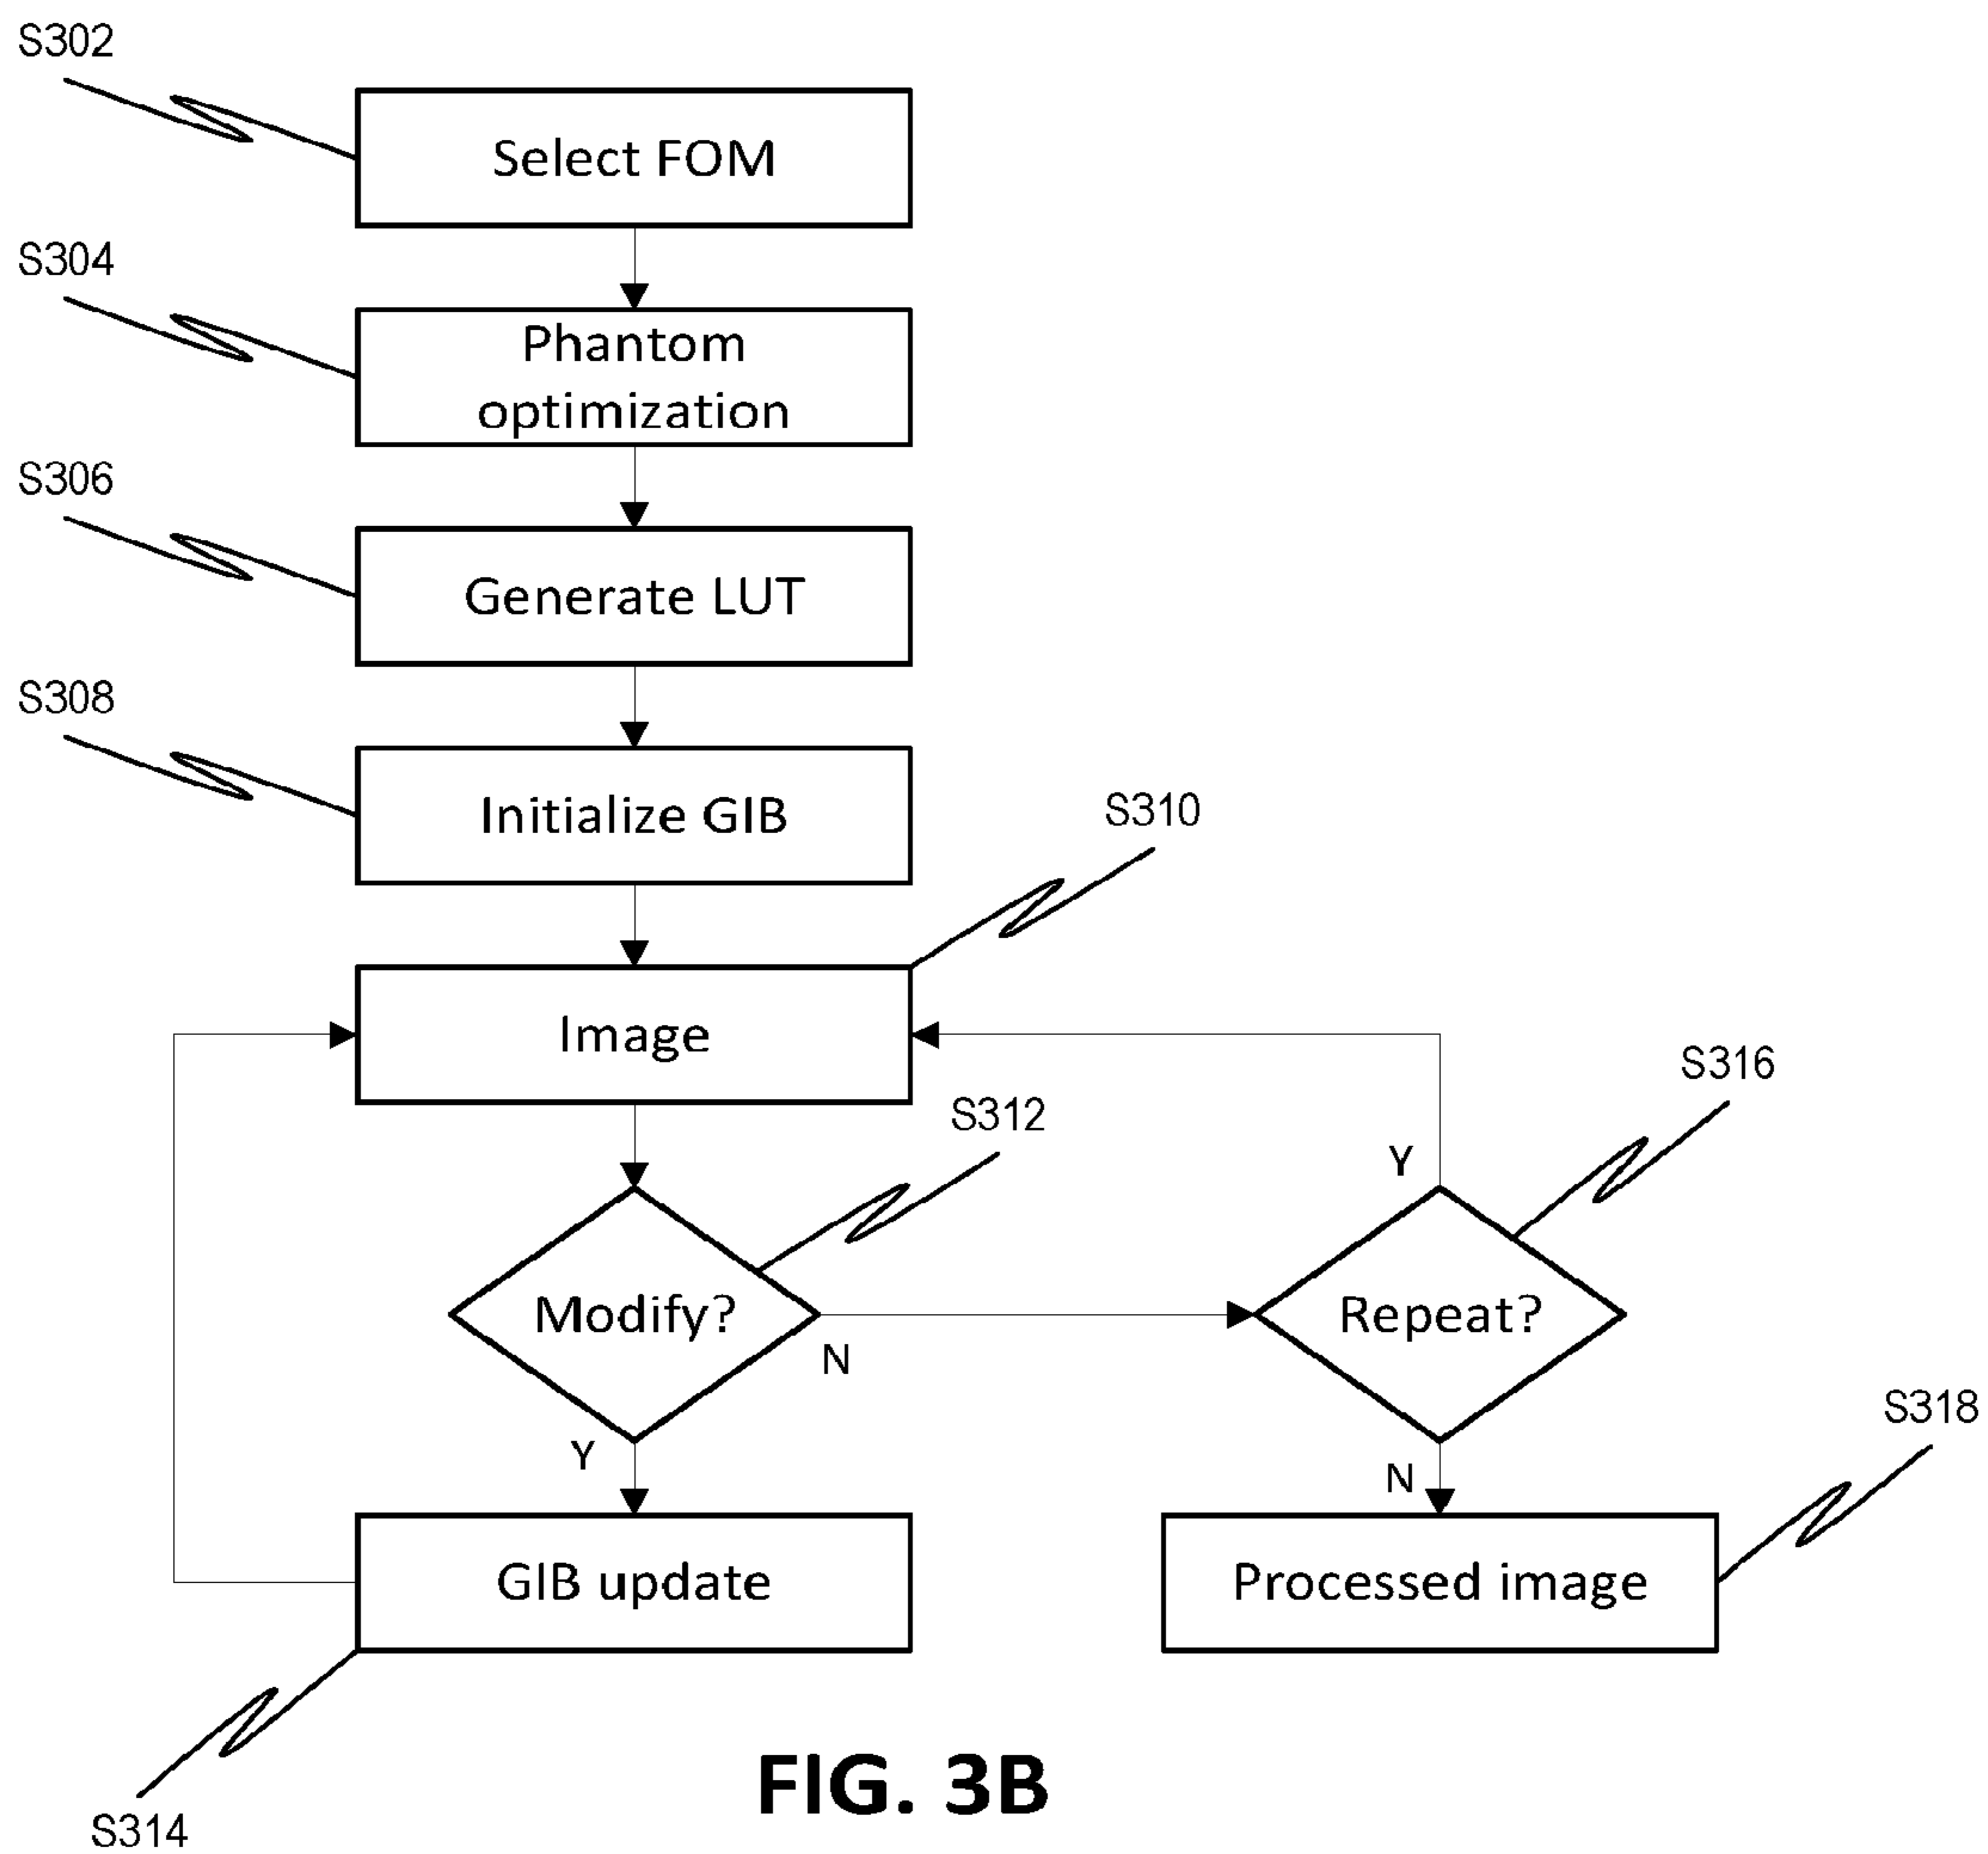 S302
Select FOM
S304
Phantom
optimization
S306
Generate LUT
S308
Initialize GIB
S310
Image
S316
S312
Y
Modify?
Repeat?
N
S318
Y
N
GIB update
Processed image
FIG. 3B
S314